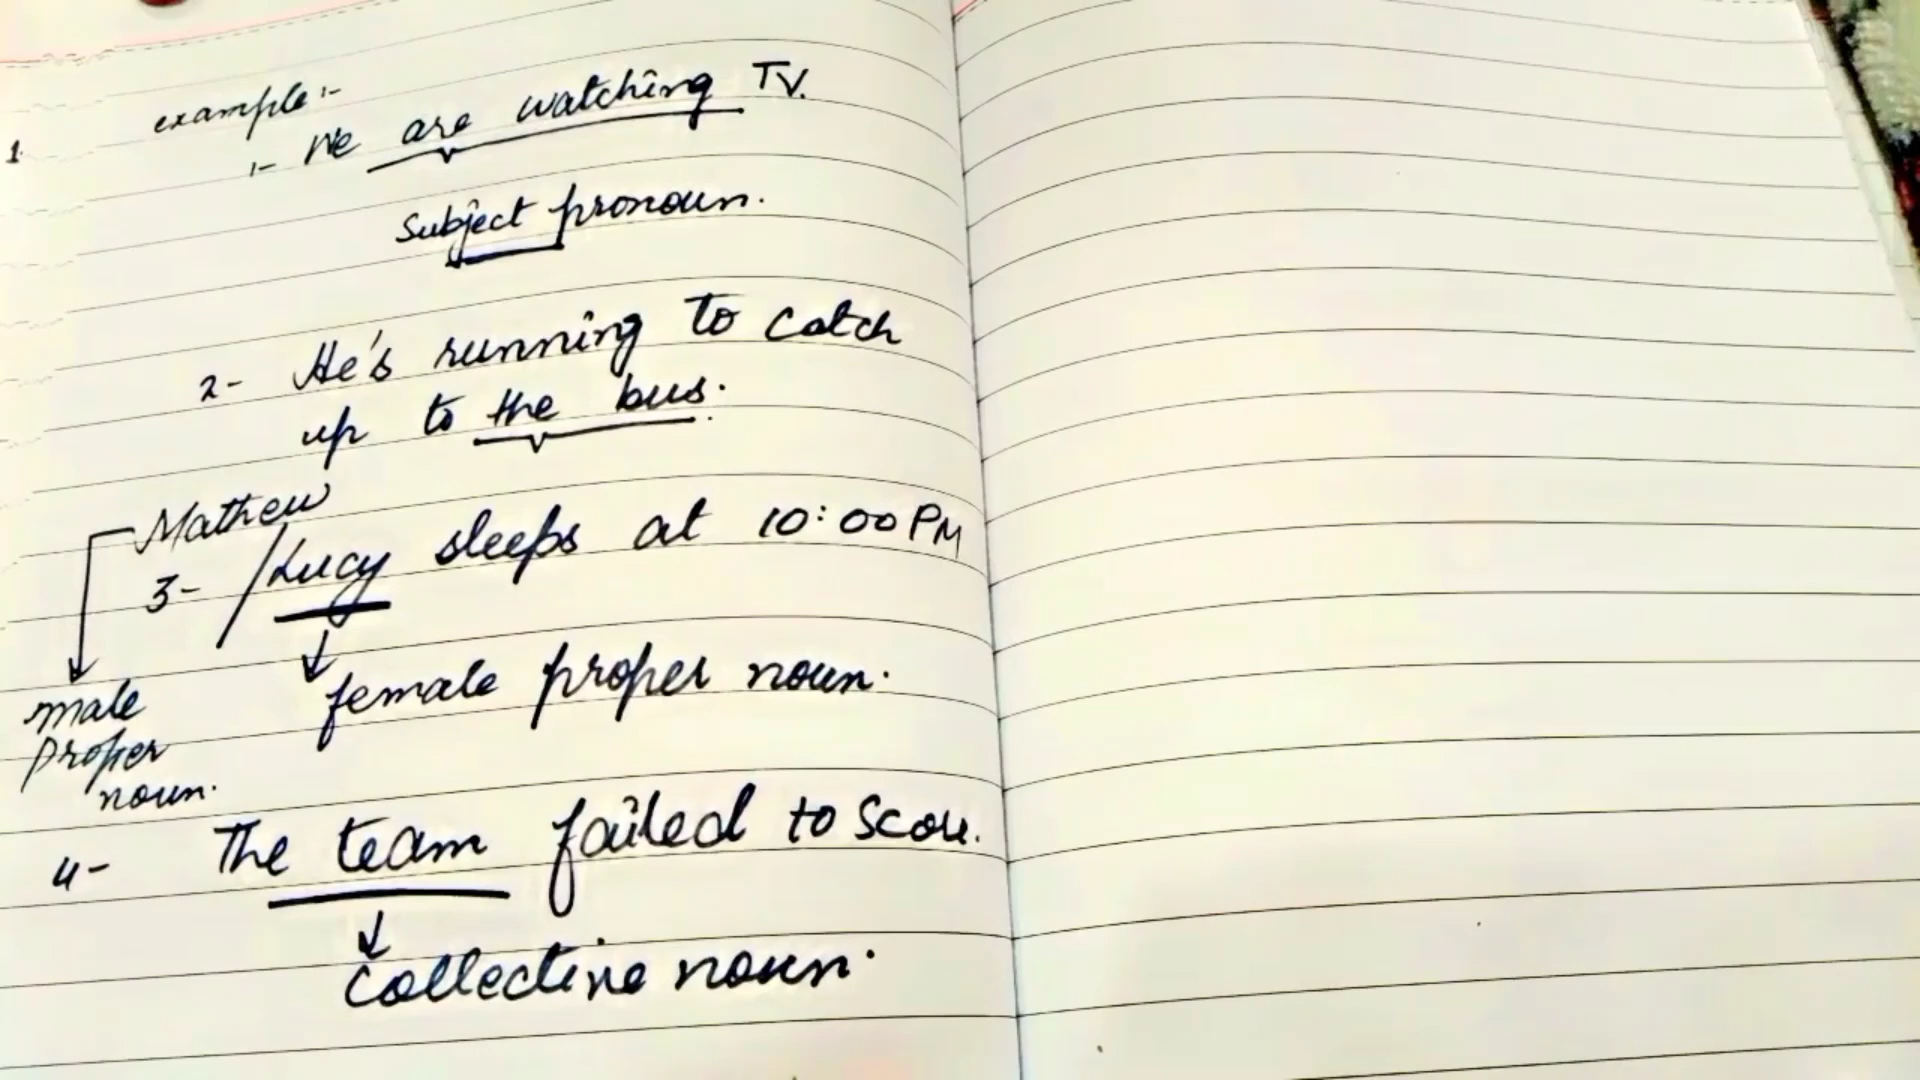 1.
example :-
:- We are watching TV.
Subject pronoun.
2- He's running to catch
up to the bus.
Mathew
3- / Lucy sleeps at 10:00 PM
female proper noun.
male
proper
noun.
4- The team failed to score.
Collective noun.